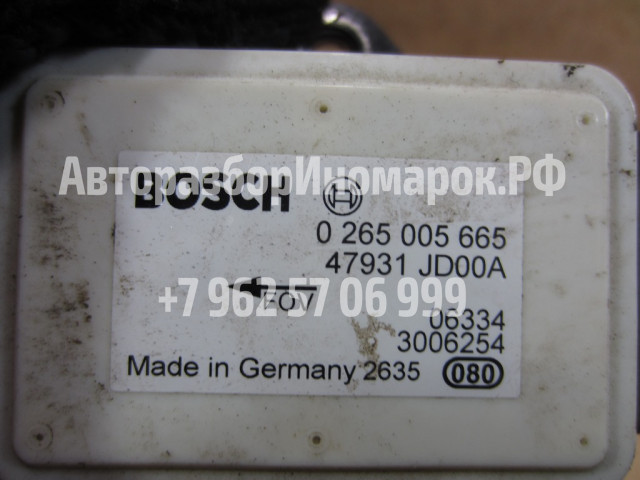 АвторазборИномарок.РФ
BOSCH
0 265 005 665
47931 JD00A
+7 962 57 06 999
FOV
06334
3006254
Made in Germany 2635 080